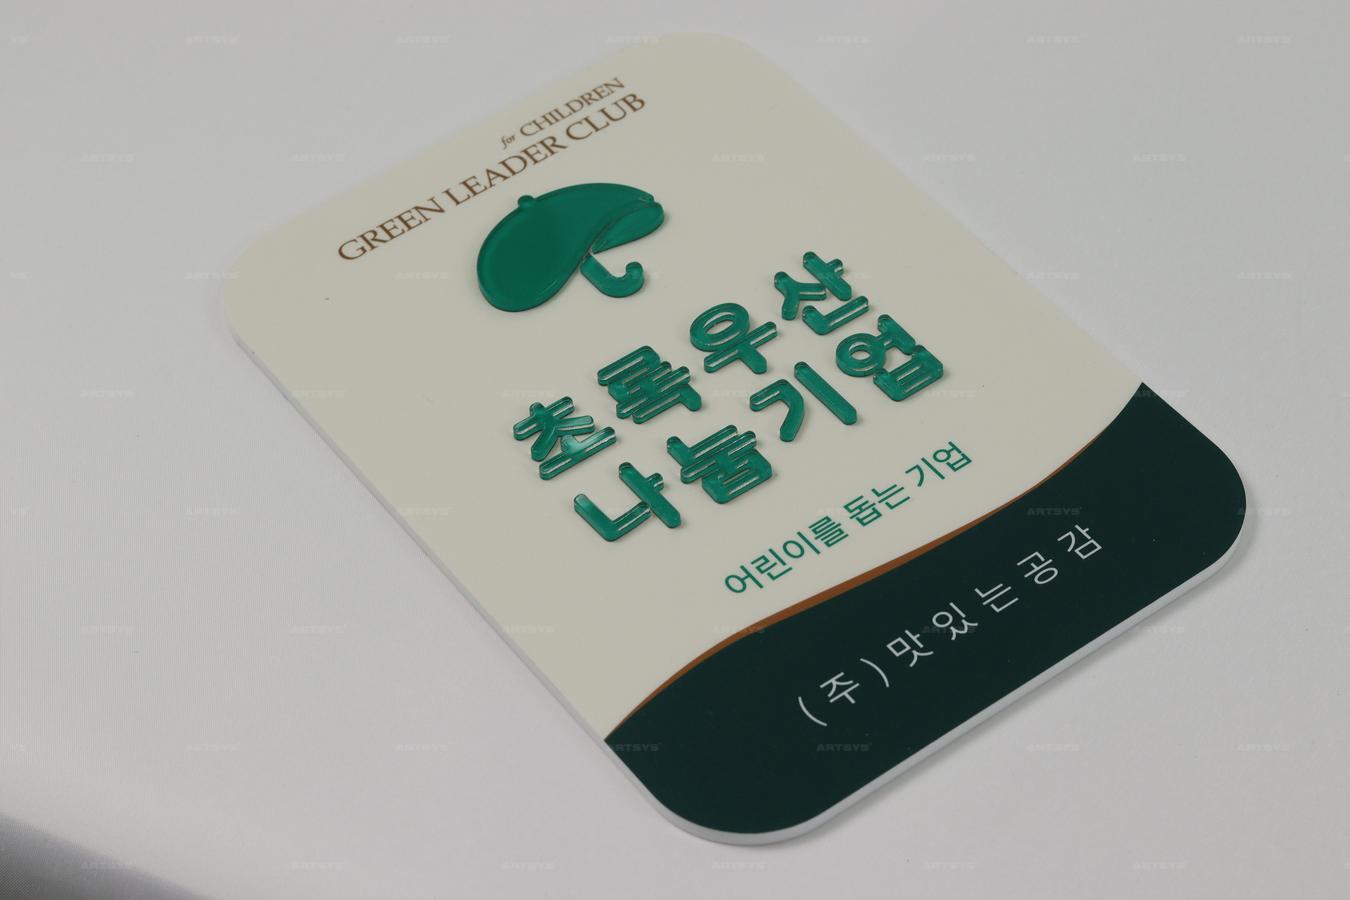 for CHILDREN
GREEN LEADER CLUB
초록우산
나눔기업
어린이를 돕는 기업
(주)맛있는공감
ARTSYS